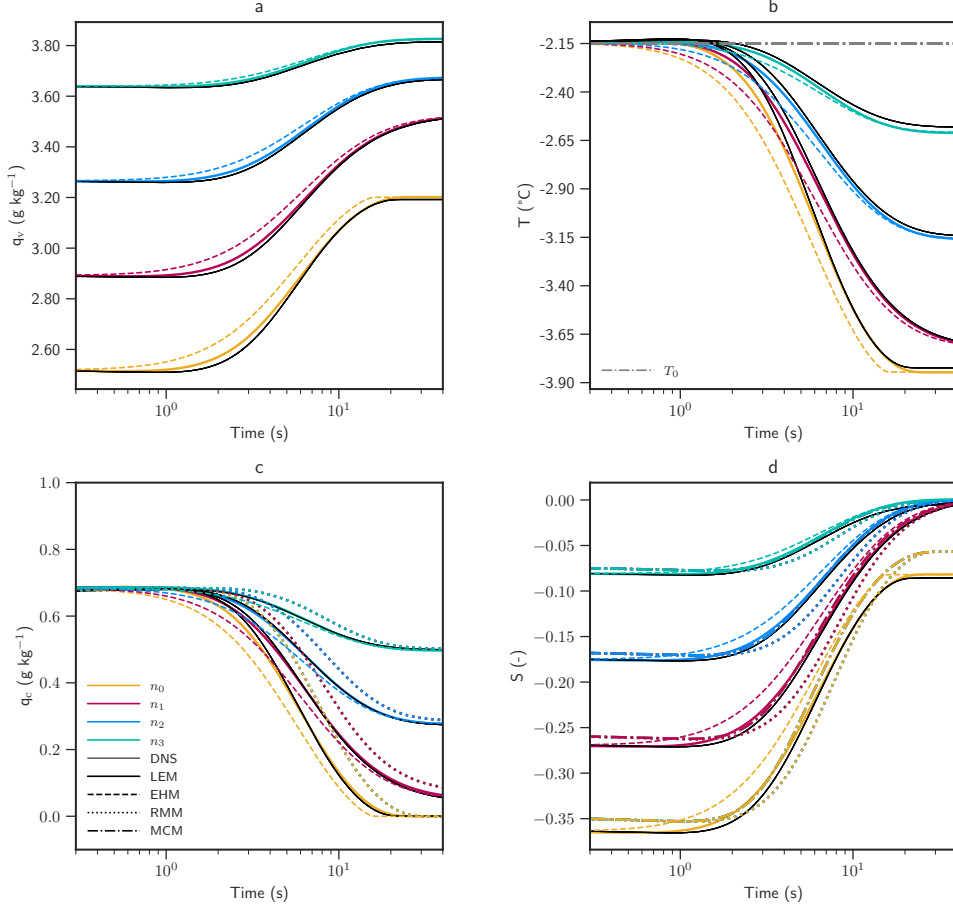 a
3.80
3.60
3.40
3.20
3.00
2.80
2.60
q_v (g kg⁻¹)
10⁰
10¹
Time (s)
b
-2.15
-2.40
-2.65
-2.90
-3.15
-3.40
-3.65
-3.90
T (°C)
T₀
10⁰
10¹
Time (s)
c
1.0
0.8
0.6
0.4
0.2
0.0
q_c (g kg⁻¹)
n₀
n₁
n₂
n₃
DNS
LEM
EHM
RMM
MCM
10⁰
10¹
Time (s)
d
0.00
−0.05
−0.10
−0.15
−0.20
−0.25
−0.30
−0.35
S (-)
10⁰
10¹
Time (s)